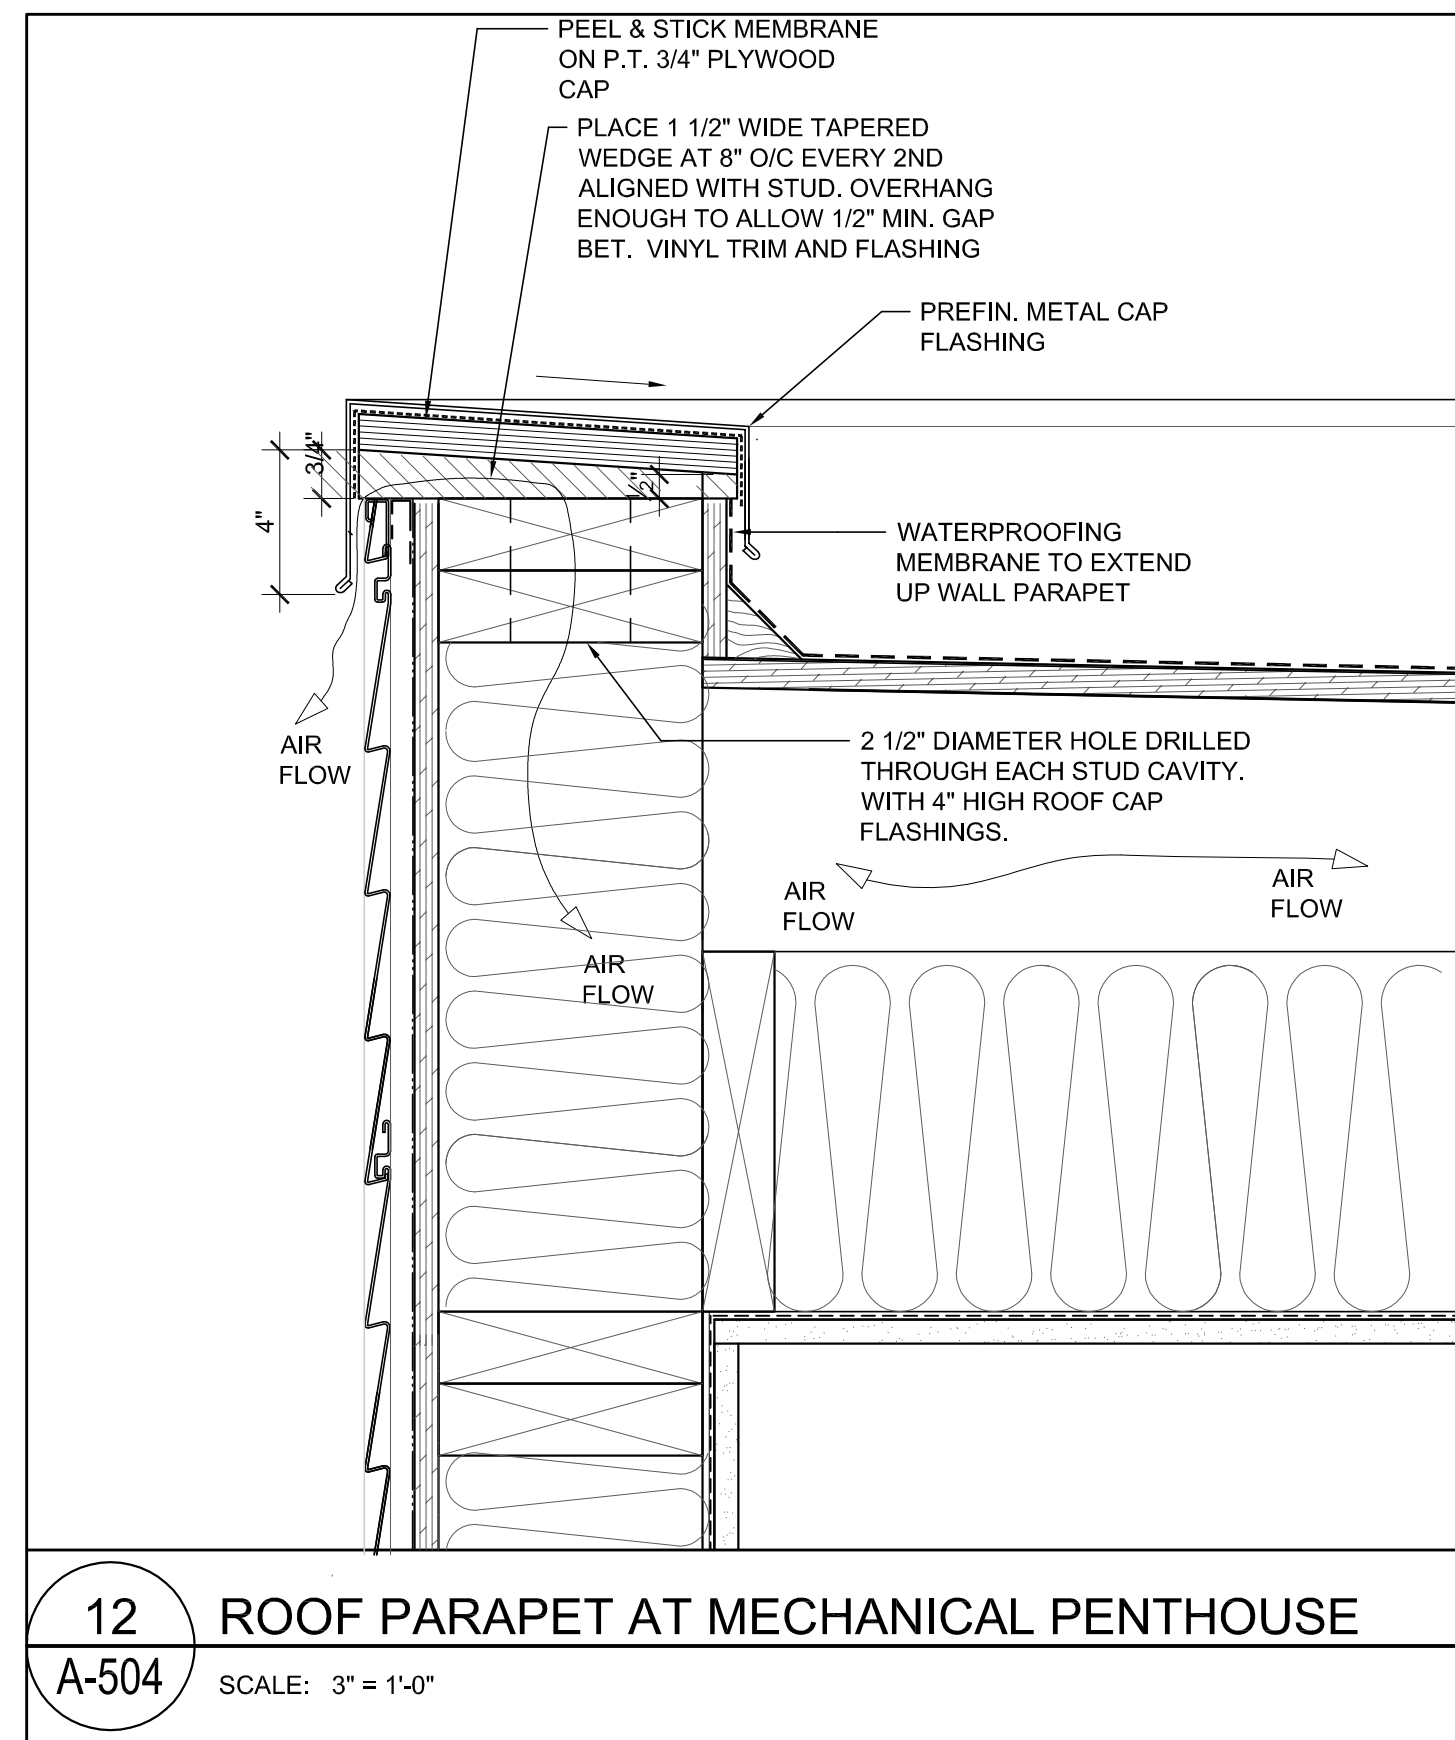 PEEL & STICK MEMBRANE
ON P.T. 3/4" PLYWOOD
CAP
PLACE 1 1/2" WIDE TAPERED
WEDGE AT 8" O/C EVERY 2ND
ALIGNED WITH STUD. OVERHANG
ENOUGH TO ALLOW 1/2" MIN. GAP
BET. VINYL TRIM AND FLASHING
PREFIN. METAL CAP
FLASHING
3/4"
4"
1/2"
WATERPROOFING
MEMBRANE TO EXTEND
UP WALL PARAPET
AIR
FLOW
2 1/2" DIAMETER HOLE DRILLED
THROUGH EACH STUD CAVITY.
WITH 4" HIGH ROOF CAP
FLASHINGS.
AIR
FLOW
AIR
FLOW
AIR
FLOW
12
A-504
ROOF PARAPET AT MECHANICAL PENTHOUSE
SCALE: 3" = 1'-0"